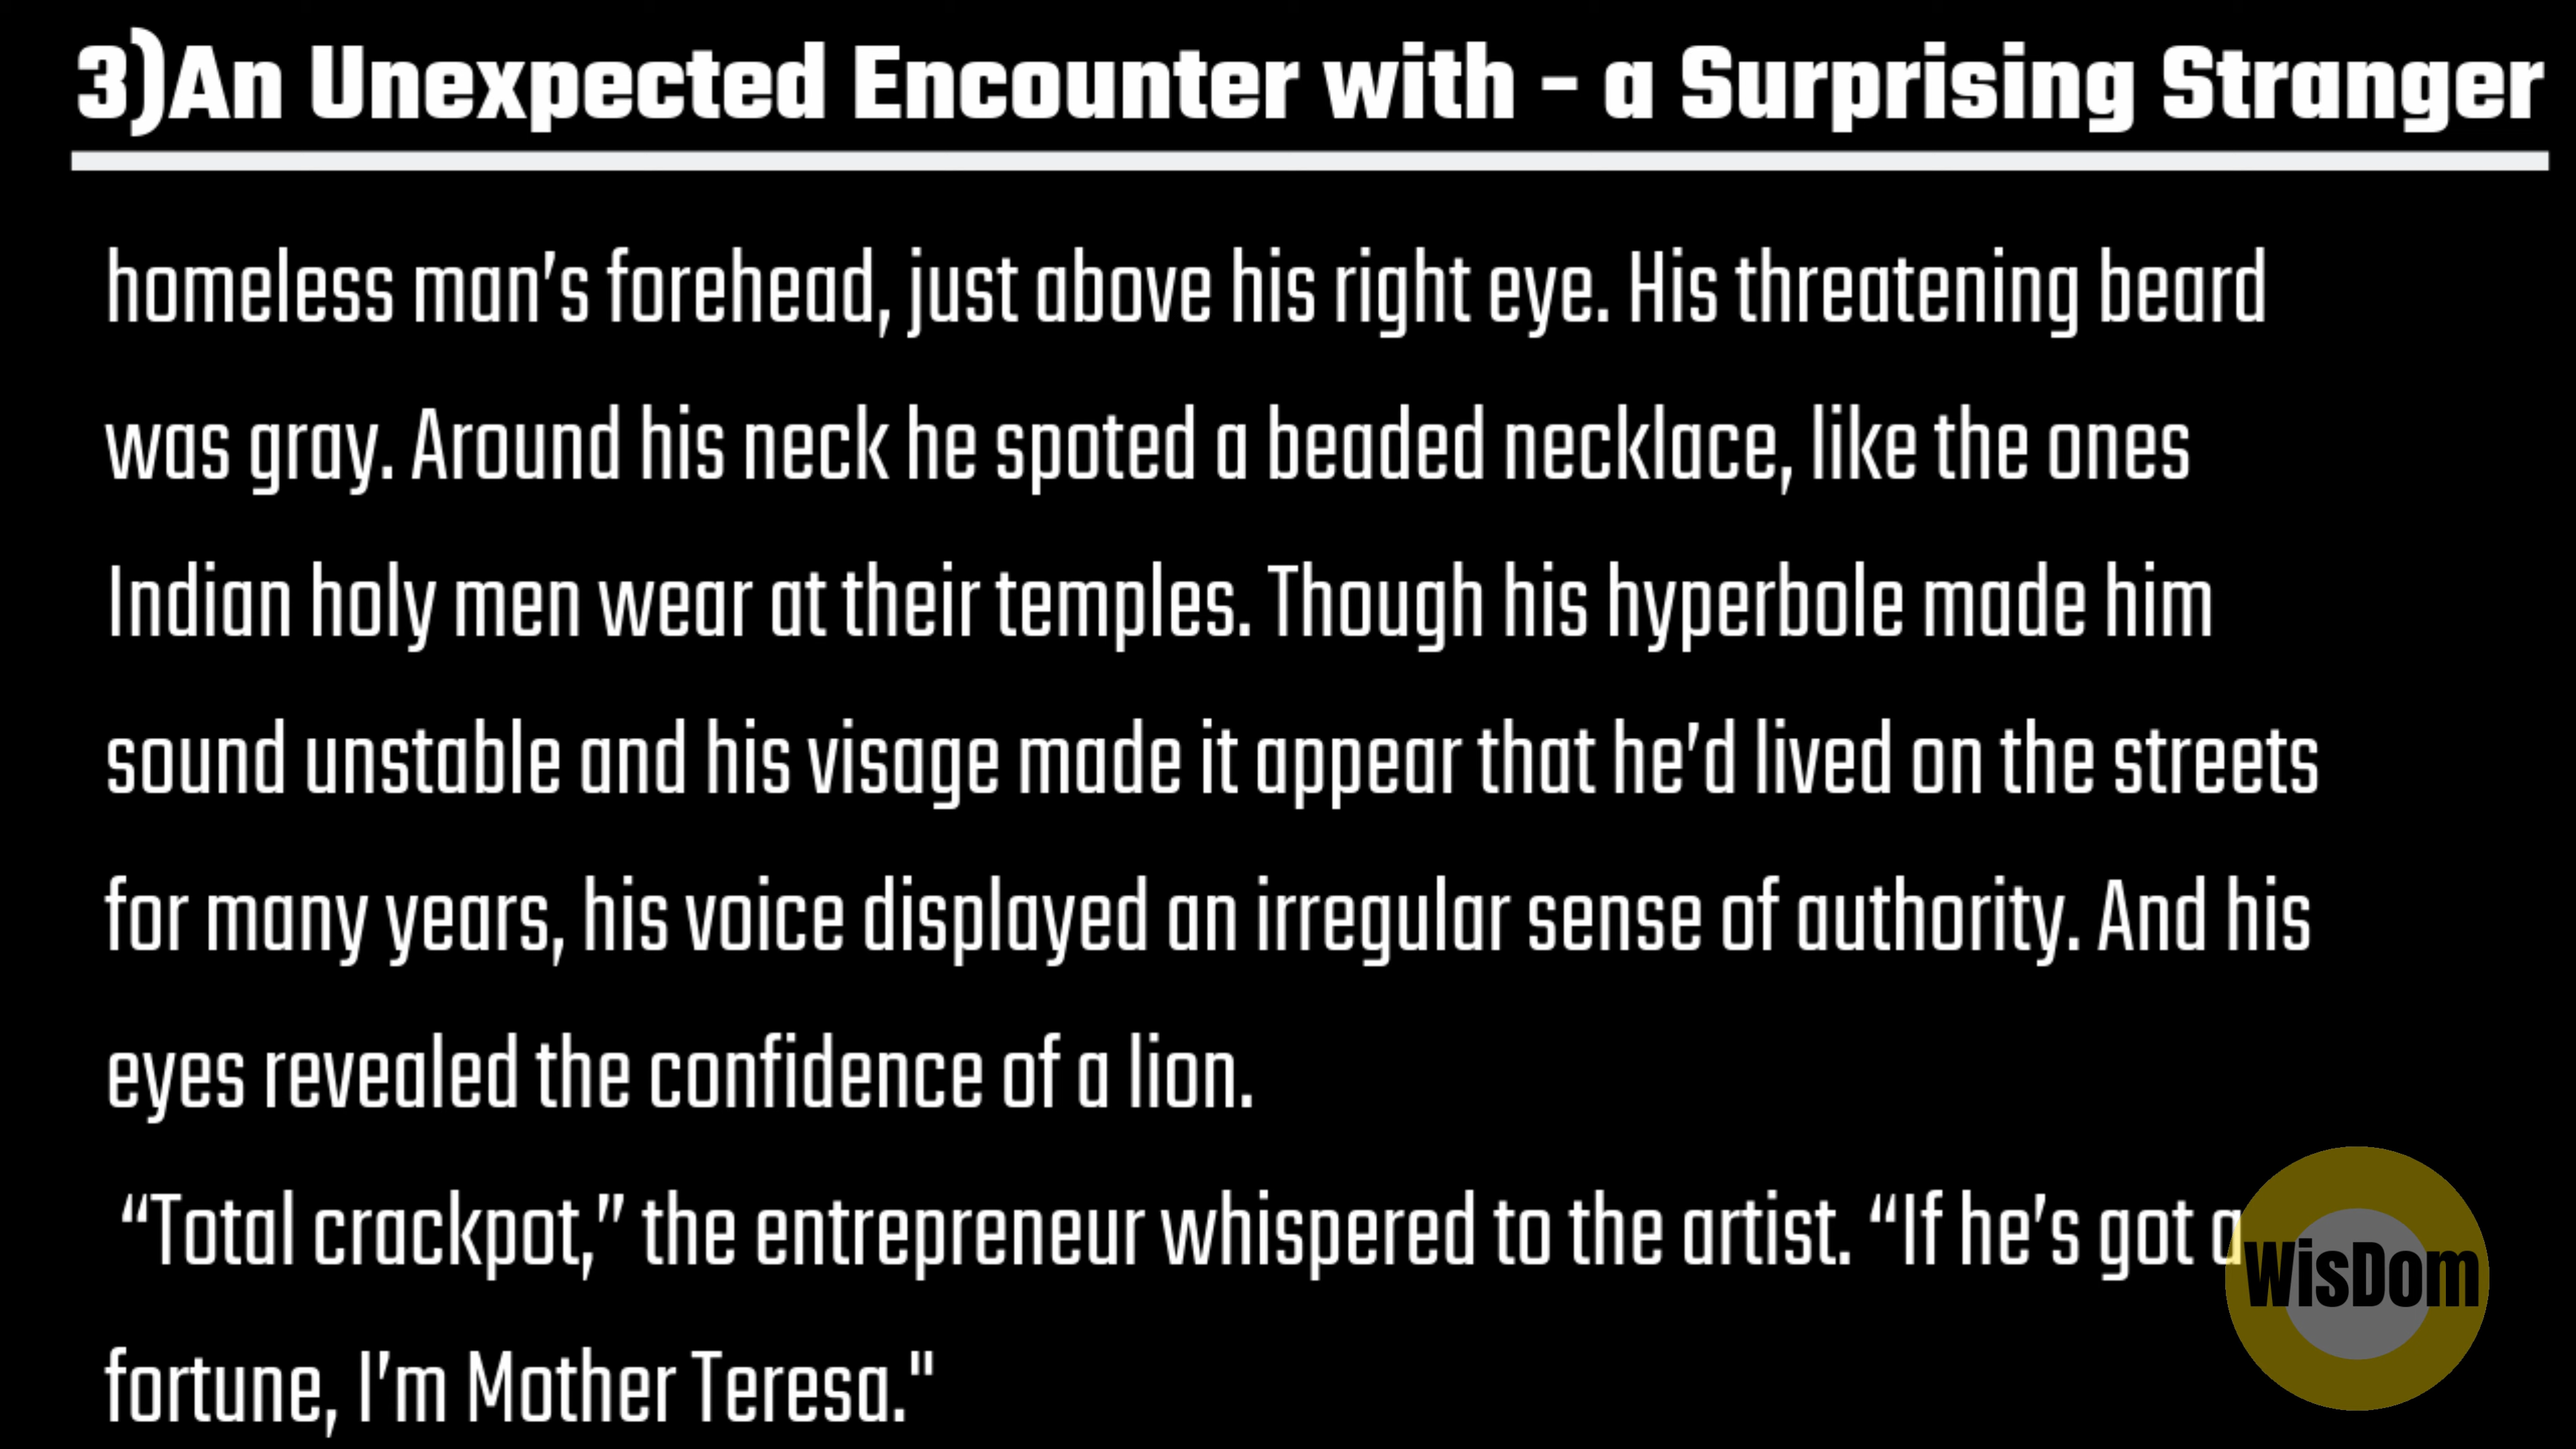 3)An Unexpected Encounter with - a Surprising Stranger
homeless man’s forehead, just above his right eye. His threatening beard
was gray. Around his neck he spoted a beaded necklace, like the ones
Indian holy men wear at their temples. Though his hyperbole made him
sound unstable and his visage made it appear that he’d lived on the streets
for many years, his voice displayed an irregular sense of authority. And his
eyes revealed the confidence of a lion.
“Total crackpot,” the entrepreneur whispered to the artist. “If he’s got a
WisDom
fortune, I’m Mother Teresa."